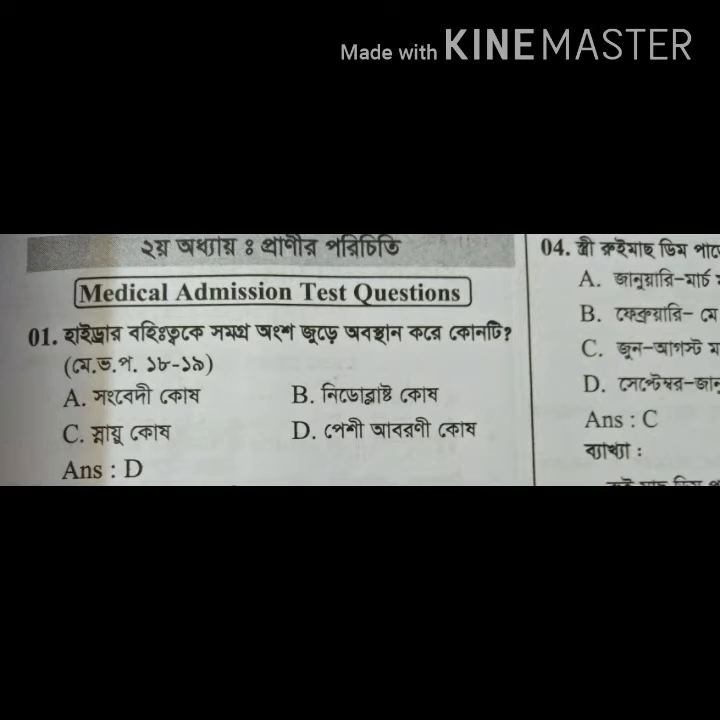 Made with KINEMASTER
২য় অধ্যায় ঃ প্রাণীর পরিচিতি
Medical Admission Test Questions
01. হাইড্রার বহিঃত্বকে সমগ্র অংশ জুড়ে অবস্থান করে কোনটি?
(মে.ভ.প. ১৮-১৯)
A. সংবেদী কোষ B. নিডোব্লাষ্ট কোষ
C. স্নায়ু কোষ D. পেশী আবরণী কোষ
Ans : D
04. স্ত্রী রুইমাছ ডিম
A. জানুয়ারি–মার্চ
B. ফেব্রুয়ারি– মে
C. জুন–আগস্ট
D. সেপ্টেম্বর–
Ans : C
ব্যাখ্যা :